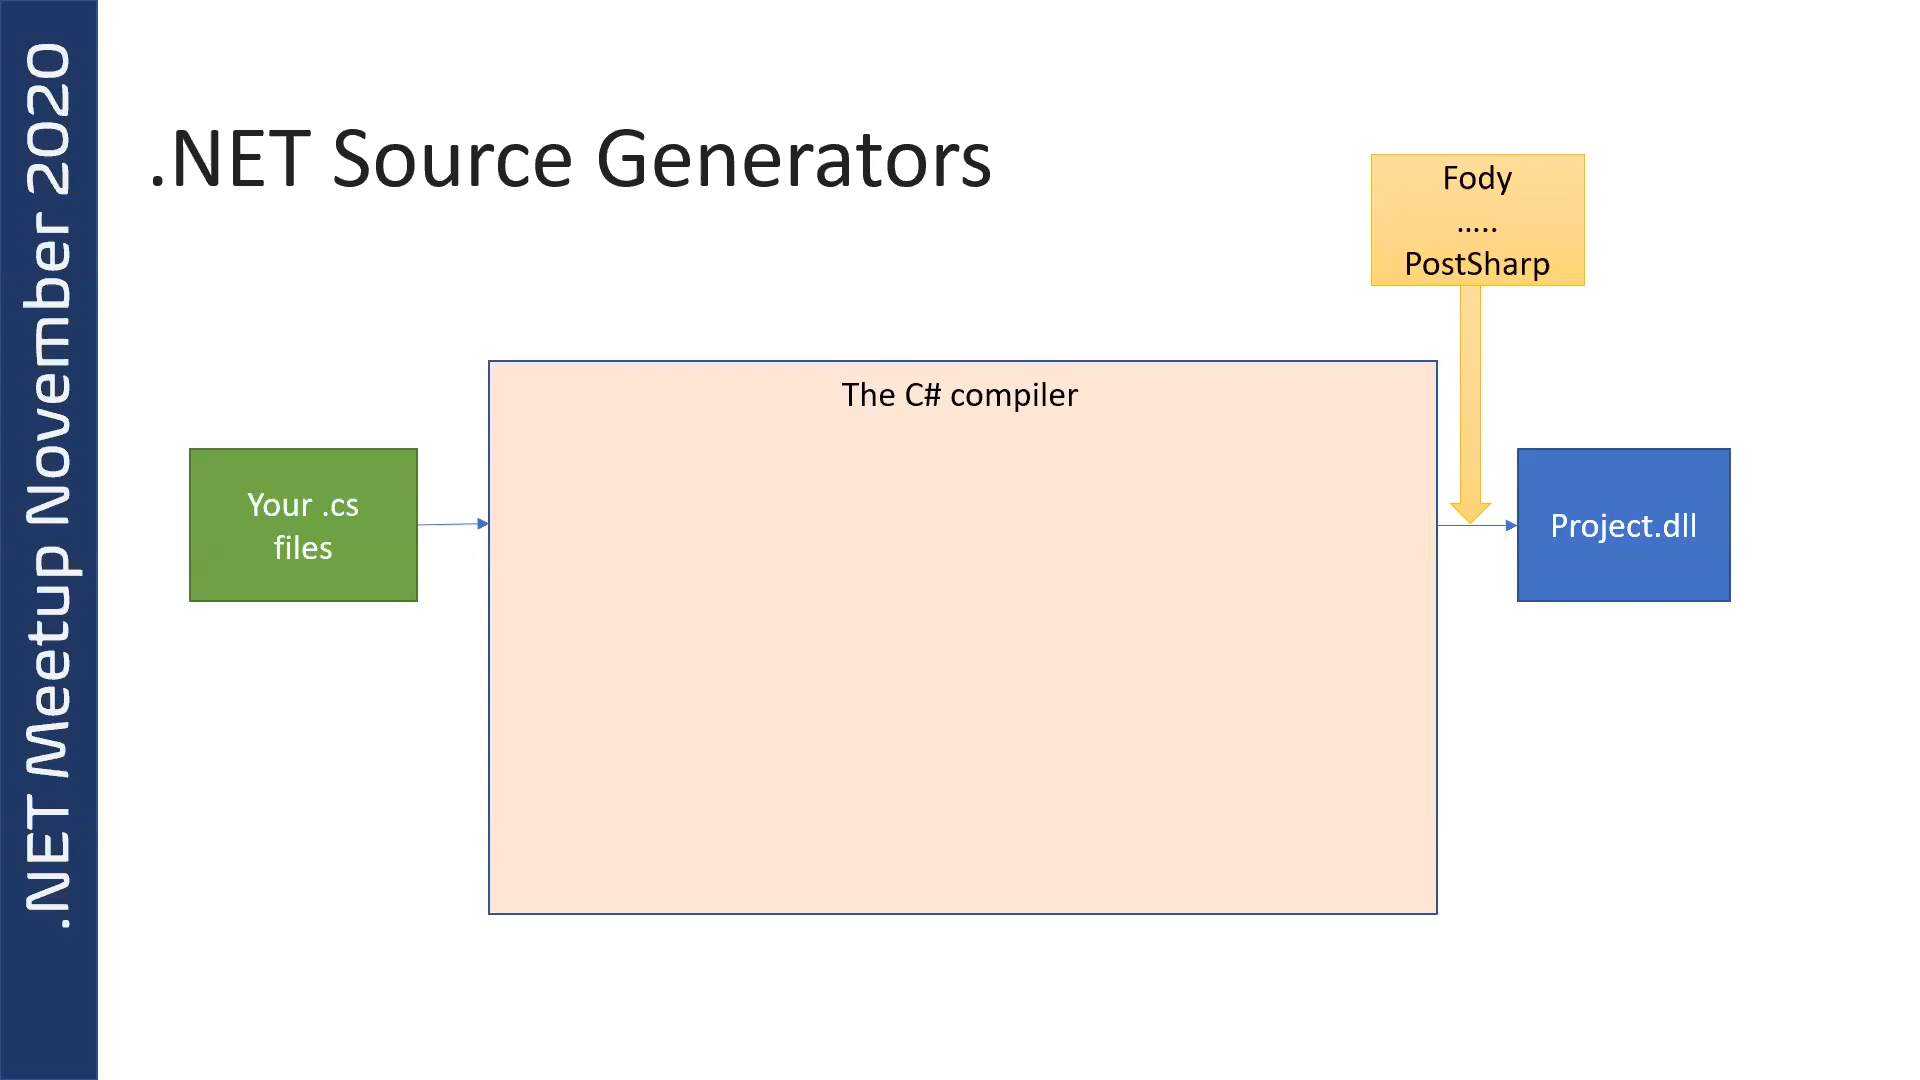 .NET Meetup November 2020
.NET Source Generators
Fody
.....
PostSharp
The C# compiler
Your .cs
files
Project.dll